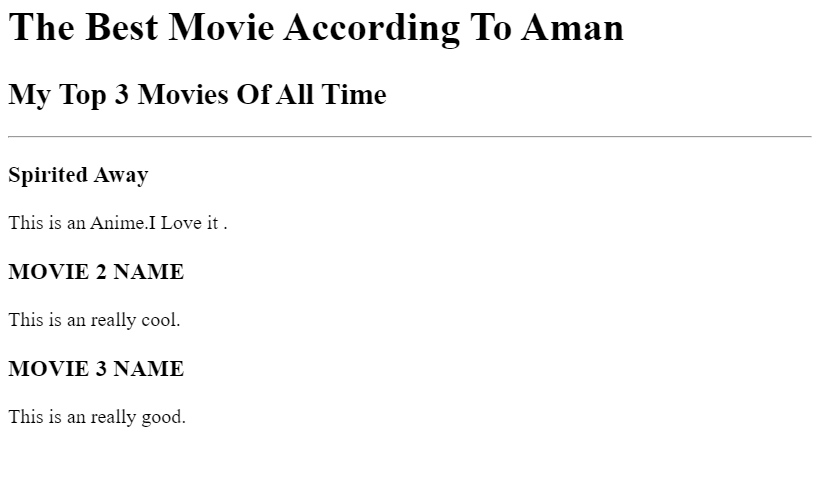 The Best Movie According To Aman
My Top 3 Movies Of All Time
Spirited Away
This is an Anime.I Love it .
MOVIE 2 NAME
This is an really cool.
MOVIE 3 NAME
This is an really good.